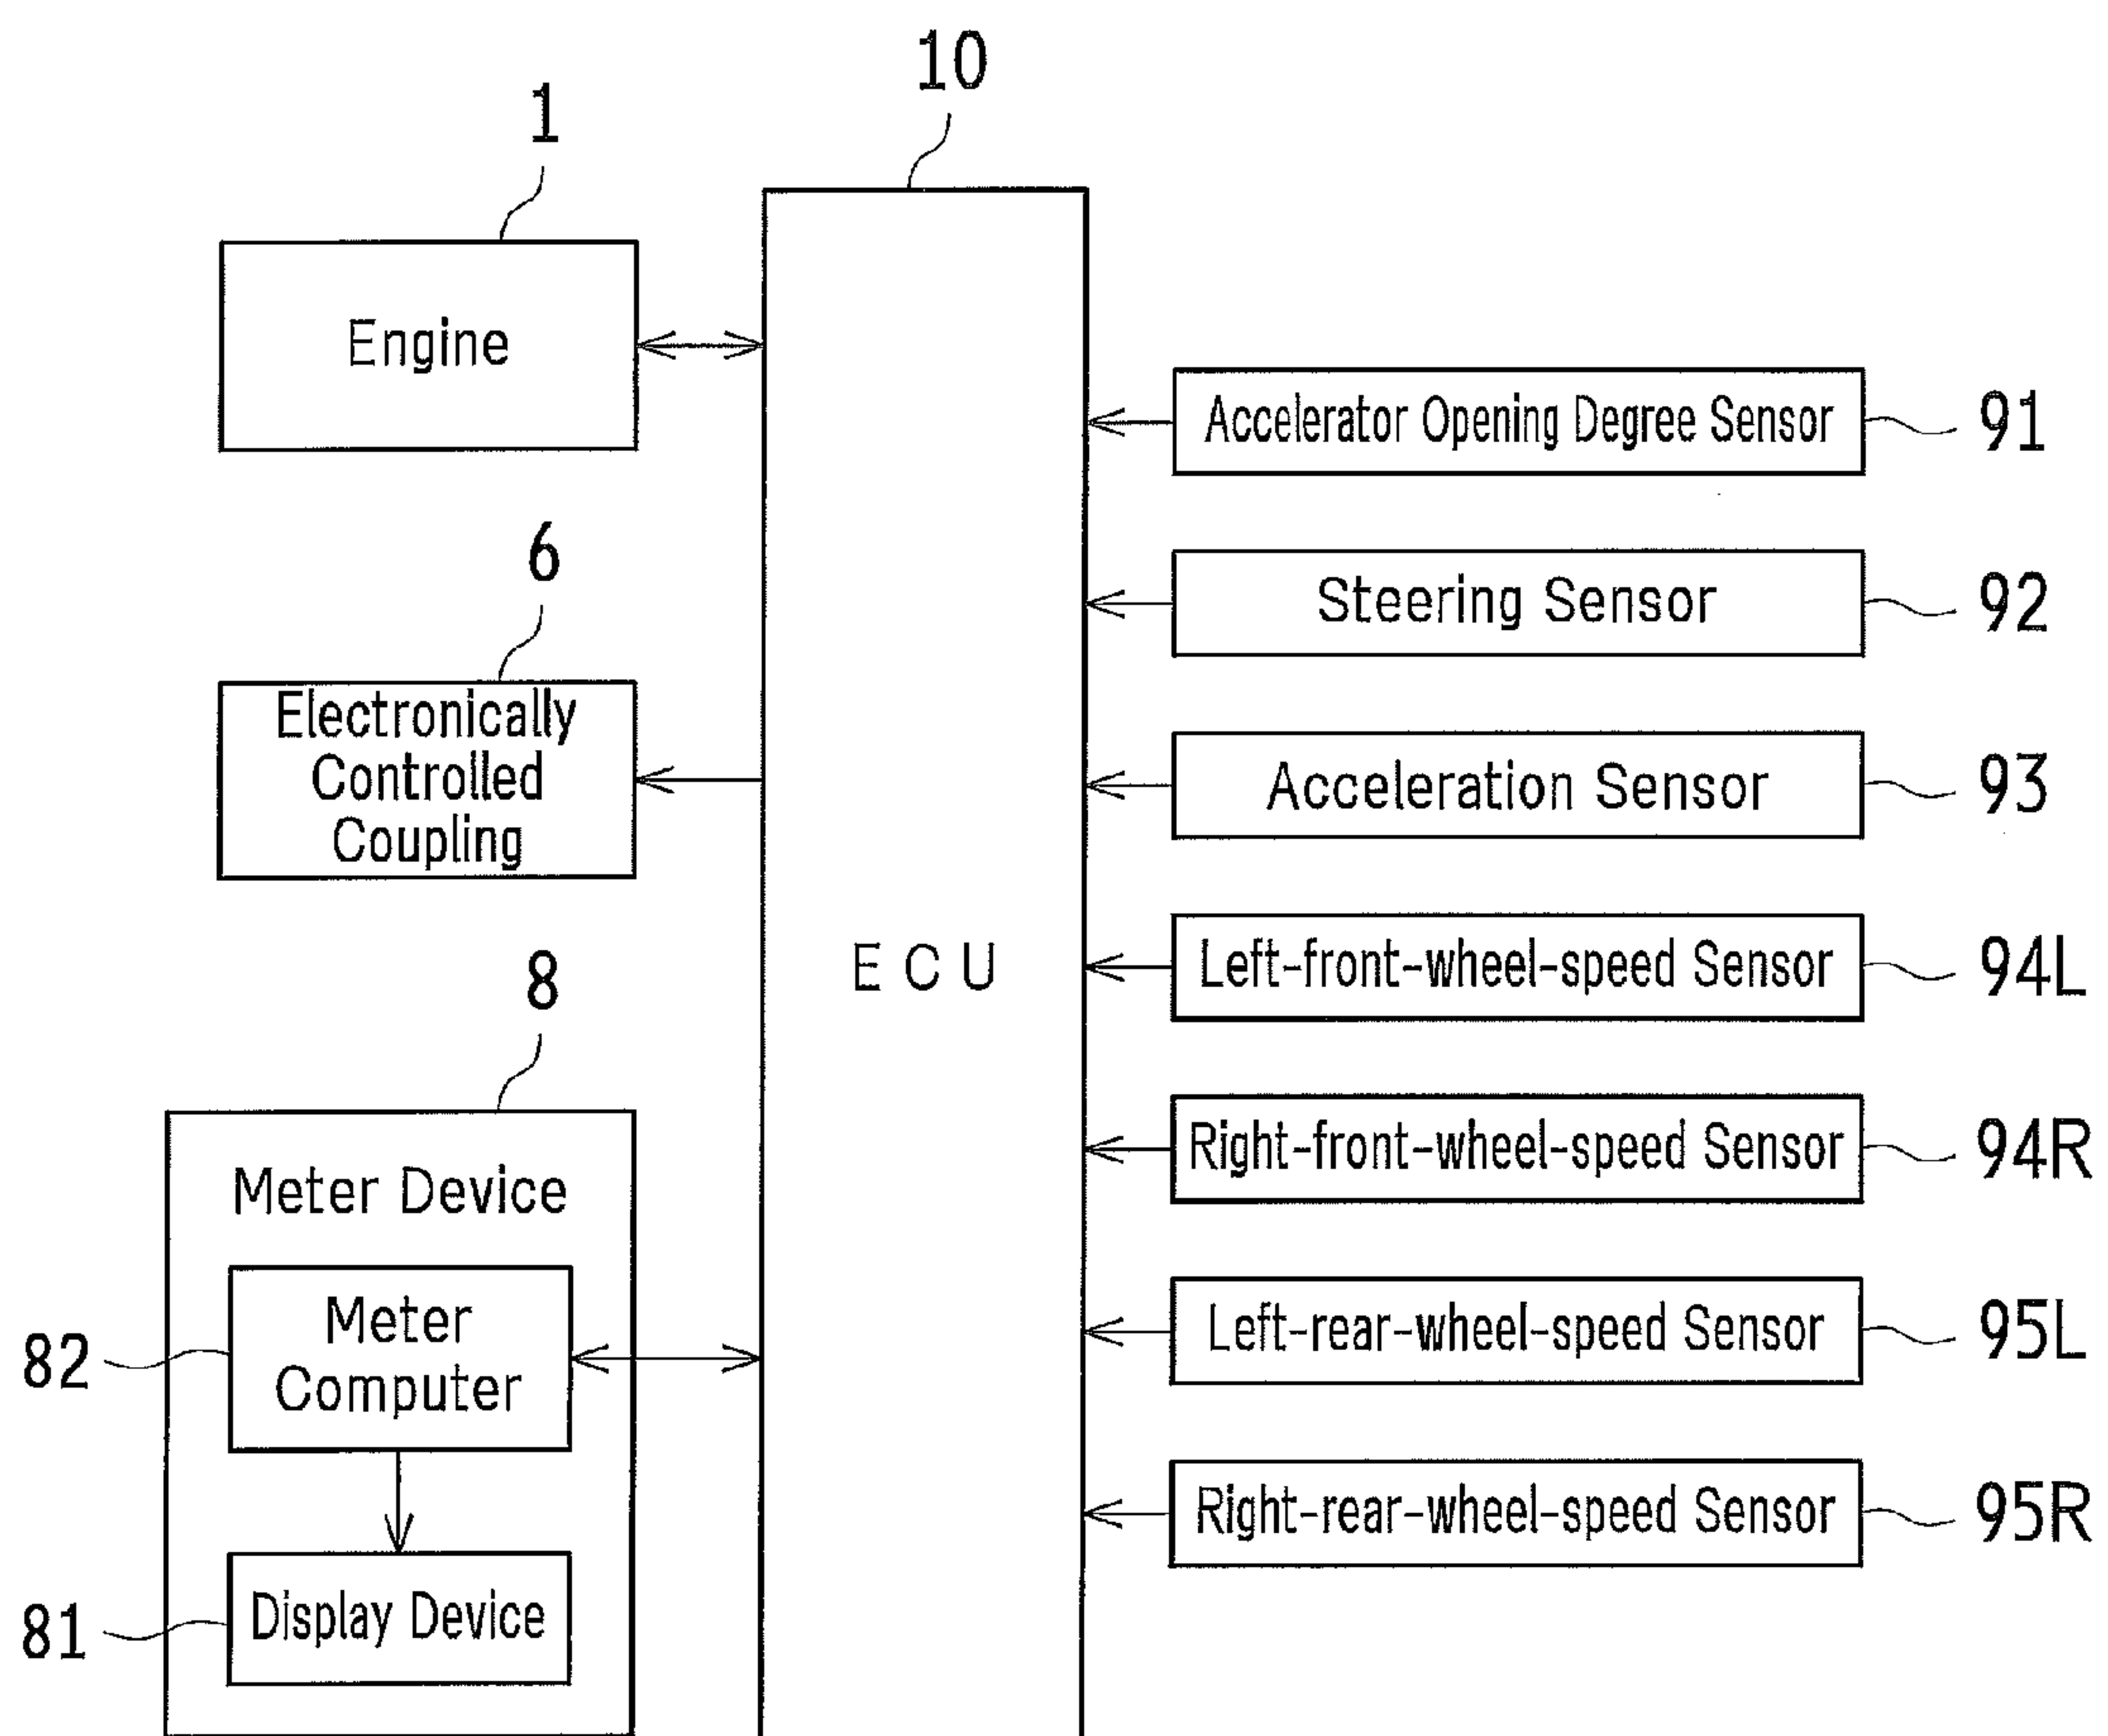 10
1
Engine
Accelerator Opening Degree Sensor
91
6
Steering Sensor
92
Electronically
Controlled
Coupling
Acceleration Sensor
93
ECU
8
Left-front-wheel-speed Sensor
94L
Meter Device
Right-front-wheel-speed Sensor
94R
82
Meter
Computer
Left-rear-wheel-speed Sensor
95L
Right-rear-wheel-speed Sensor
95R
81
Display Device